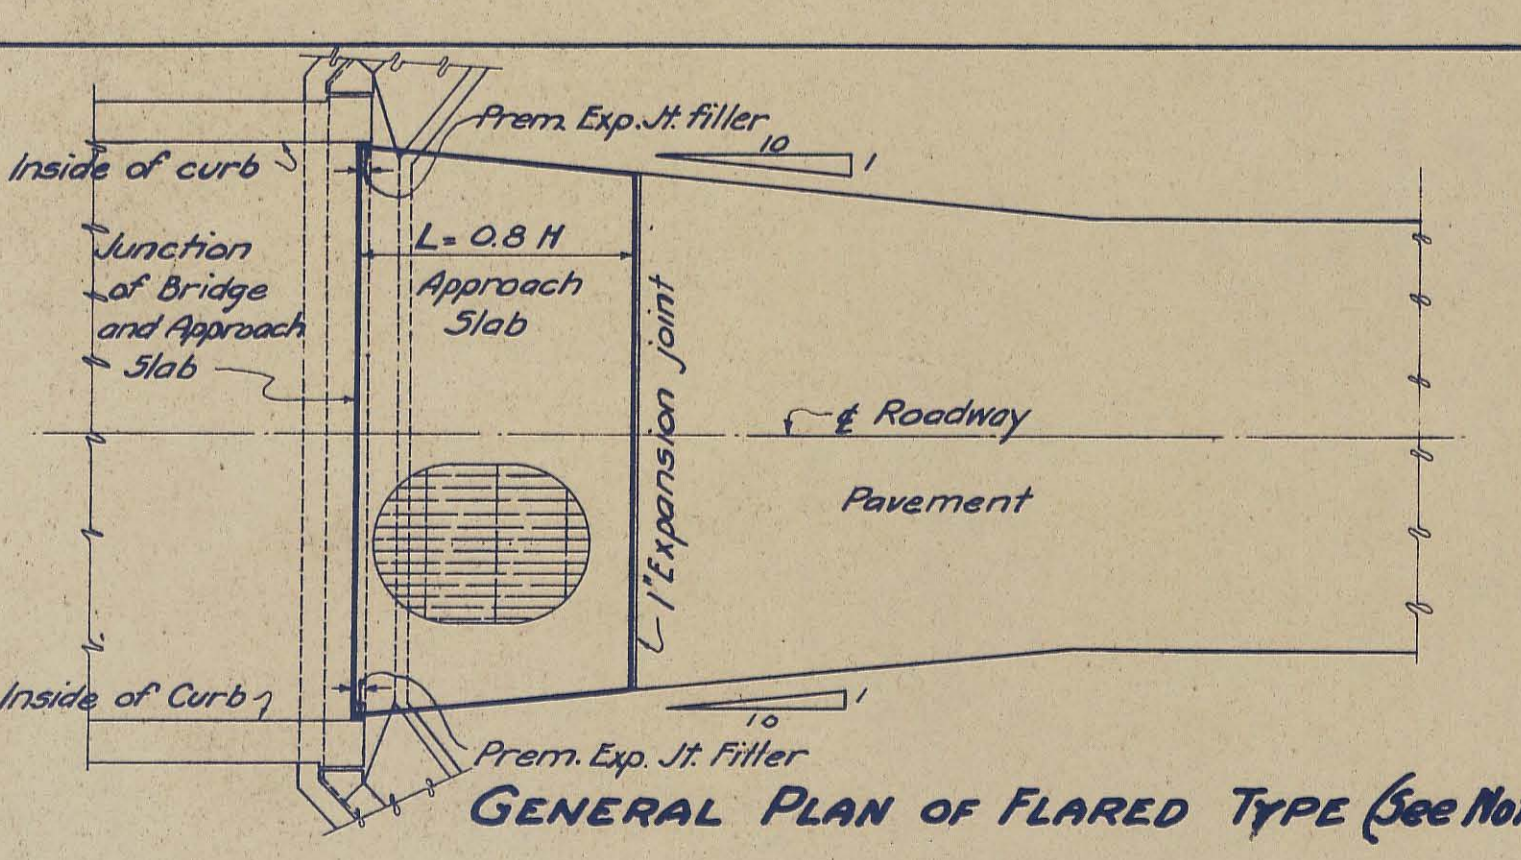 Prem. Exp. Jt. filler
10
1
Inside of curb
Junction
of Bridge
and Approach
Slab
L = 0.8 H
Approach
Slab
1" Expansion joint
℄ Roadway
Pavement
Inside of Curb
1
10
Prem. Exp. Jt. Filler
GENERAL PLAN OF FLARED TYPE (See